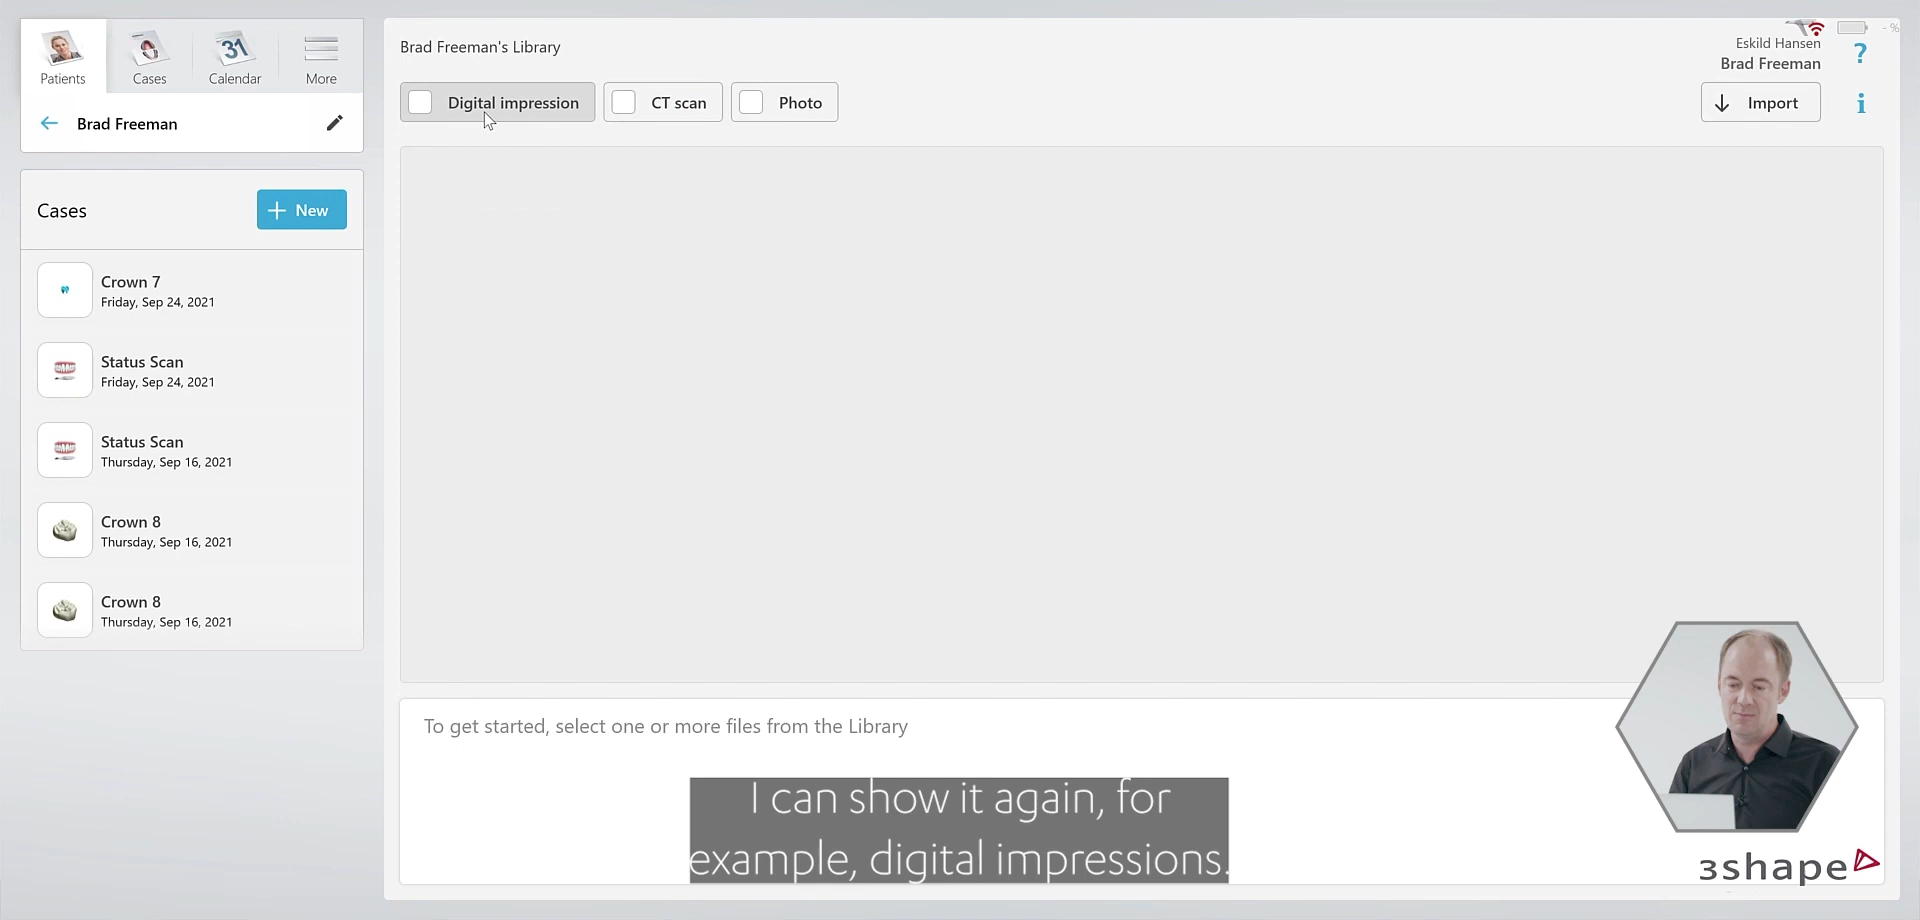 Patients
Cases
31
Calendar
More
Brad Freeman
Cases
New
Crown 7
Friday, Sep 24, 2021
Status Scan
Friday, Sep 24, 2021
Status Scan
Thursday, Sep 16, 2021
Crown 8
Thursday, Sep 16, 2021
Crown 8
Thursday, Sep 16, 2021
Brad Freeman's Library
- %
Eskild Hansen
Brad Freeman
?
Digital impression
CT scan
Photo
Import
i
To get started, select one or more files from the Library
I can show it again, for
example, digital impressions.
3shape